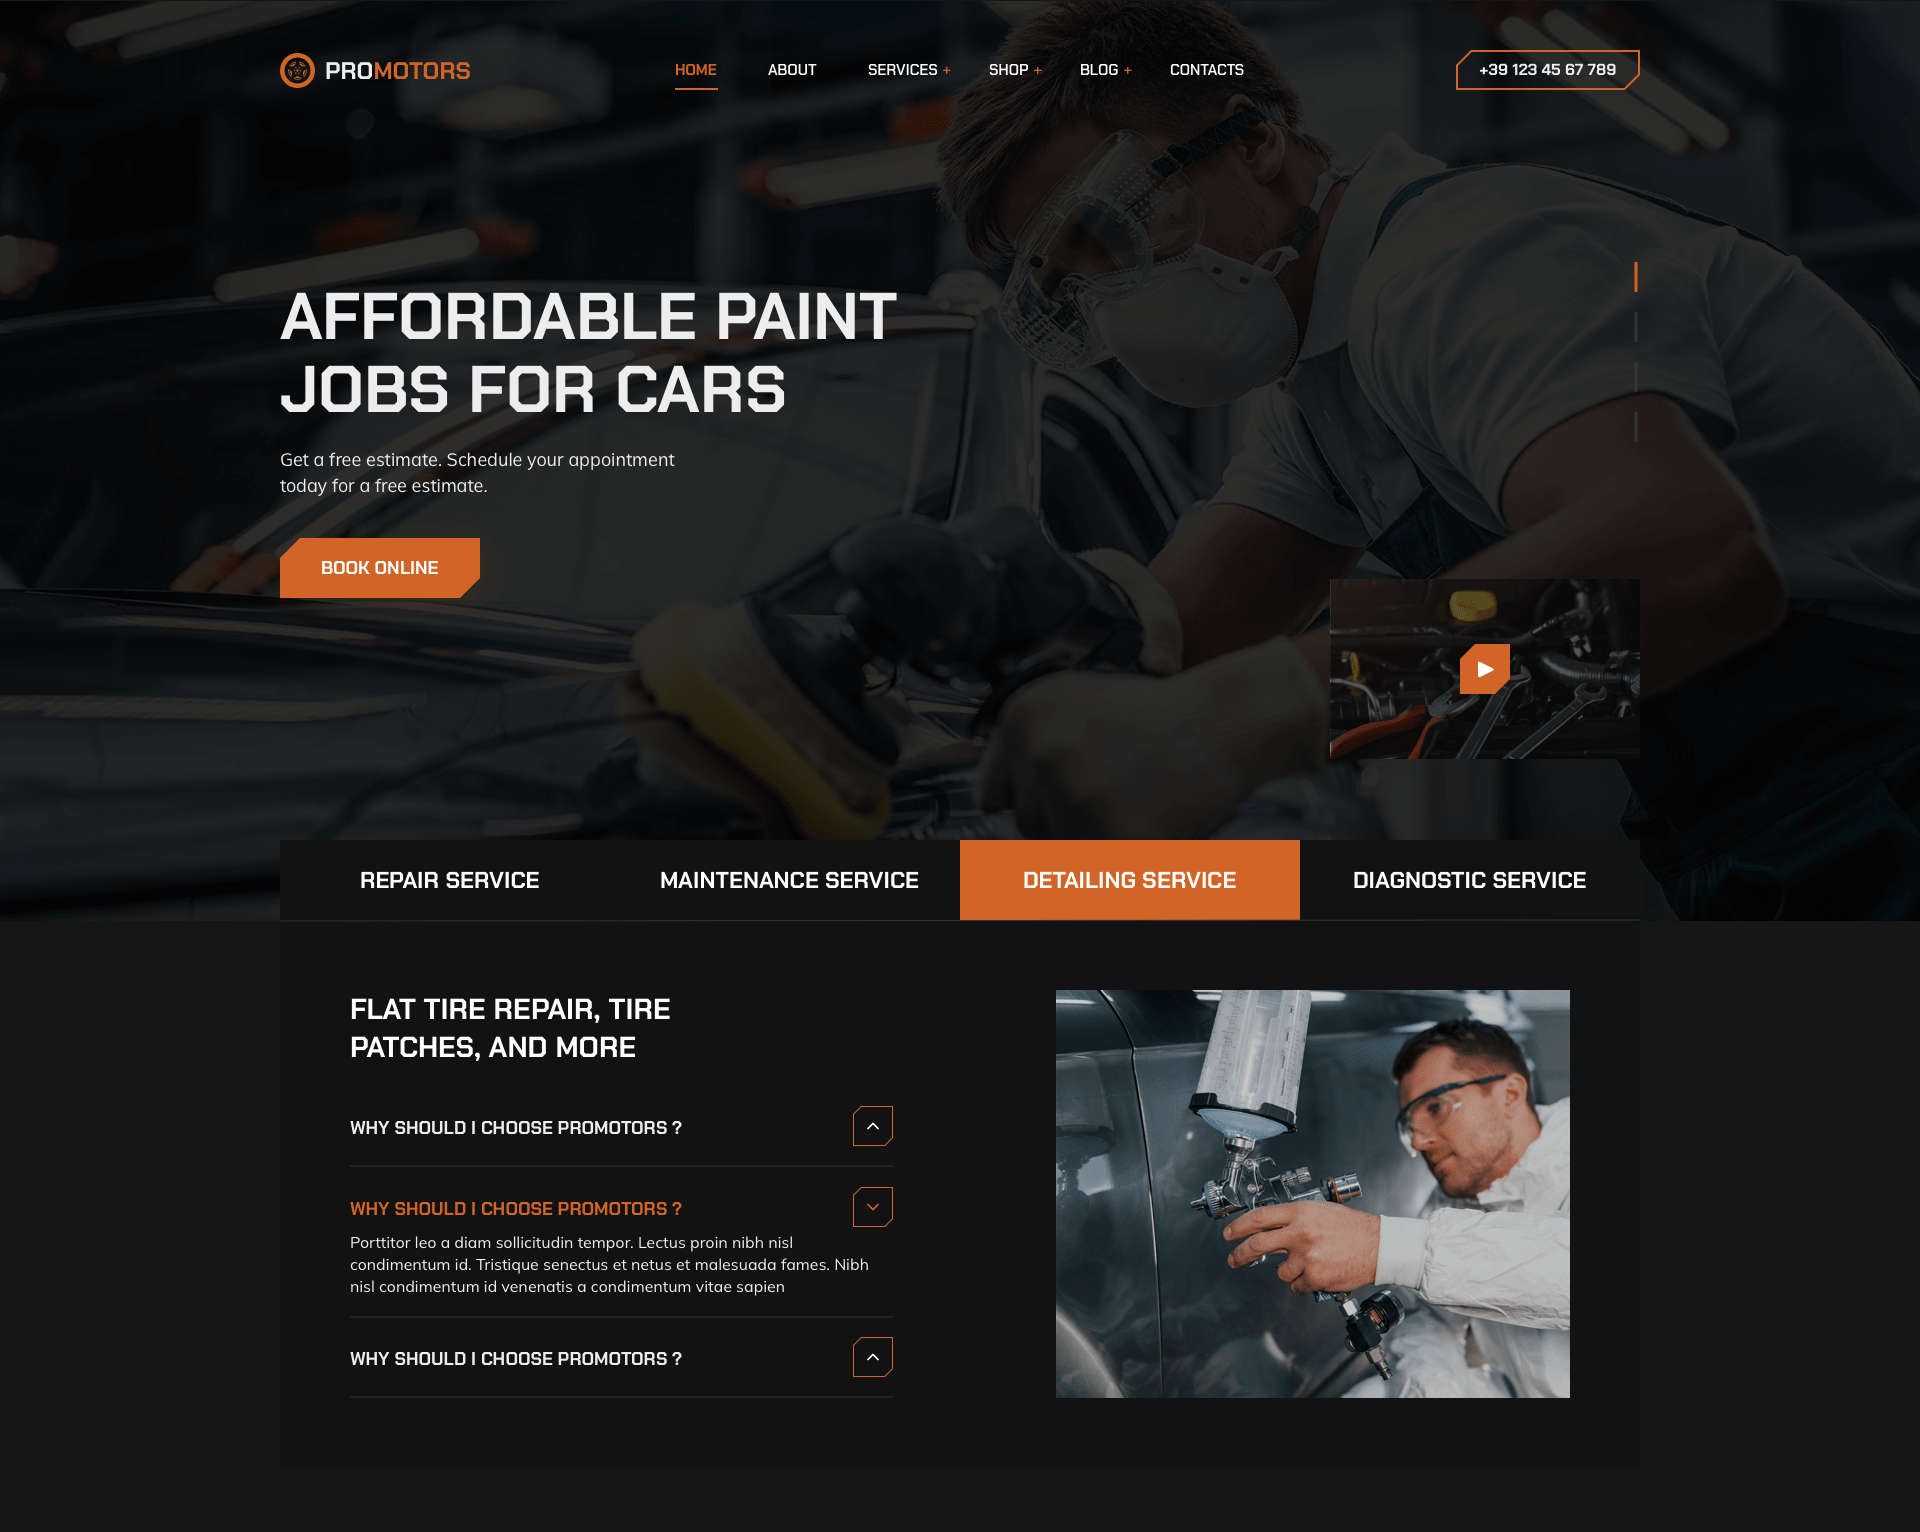 PROMOTORS
HOME
ABOUT
SERVICES +
SHOP +
BLOG +
CONTACTS
+39 123 45 67 789
AFFORDABLE PAINT
JOBS FOR CARS
Get a free estimate. Schedule your appointment
today for a free estimate.
BOOK ONLINE
REPAIR SERVICE
MAINTENANCE SERVICE
DETAILING SERVICE
DIAGNOSTIC SERVICE
FLAT TIRE REPAIR, TIRE
PATCHES, AND MORE
WHY SHOULD I CHOOSE PROMOTORS ?
WHY SHOULD I CHOOSE PROMOTORS ?
Porttitor leo a diam sollicitudin tempor. Lectus proin nibh nisl
condimentum id. Tristique senectus et netus et malesuada fames. Nibh
nisl condimentum id venenatis a condimentum vitae sapien
WHY SHOULD I CHOOSE PROMOTORS ?